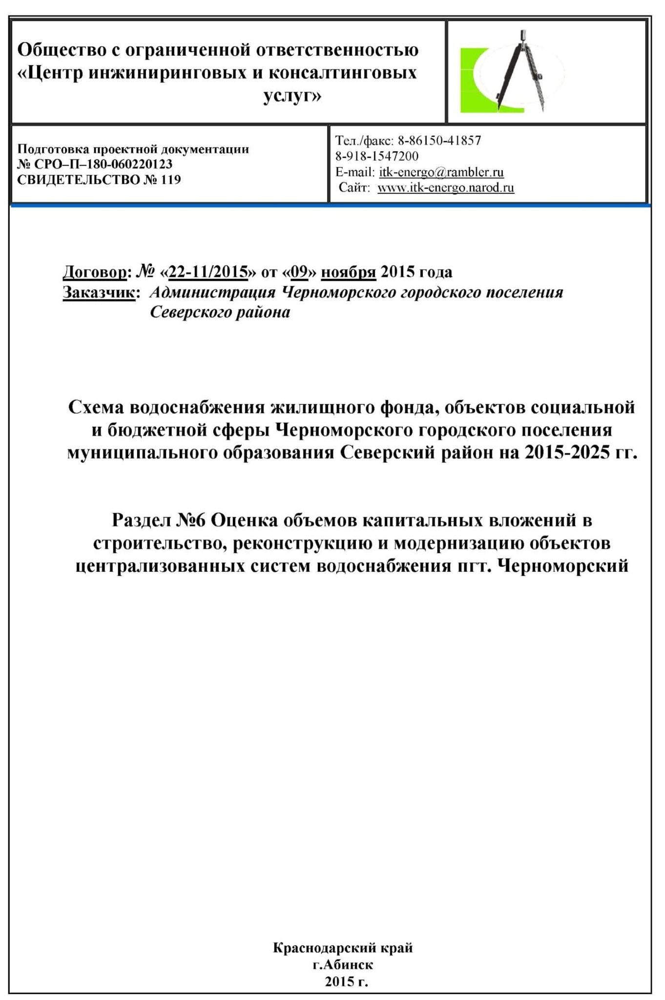 Общество с ограниченной ответственностью
«Центр инжиниринговых и консалтинговых
услуг»
Подготовка проектной документации
№ СРО–П–180-060220123
СВИДЕТЕЛЬСТВО № 119
Тел./факс: 8-86150-41857
8-918-1547200
E-mail: itk-energo@rambler.ru
Сайт: www.itk-energo.narod.ru
Договор: № «22-11/2015» от «09» ноября 2015 года
Заказчик: Администрация Черноморского городского поселения
Северского района
Схема водоснабжения жилищного фонда, объектов социальной
и бюджетной сферы Черноморского городского поселения
муниципального образования Северский район на 2015-2025 гг.
Раздел №6 Оценка объемов капитальных вложений в
строительство, реконструкцию и модернизацию объектов
централизованных систем водоснабжения пгт. Черноморский
Краснодарский край
г.Абинск
2015 г.